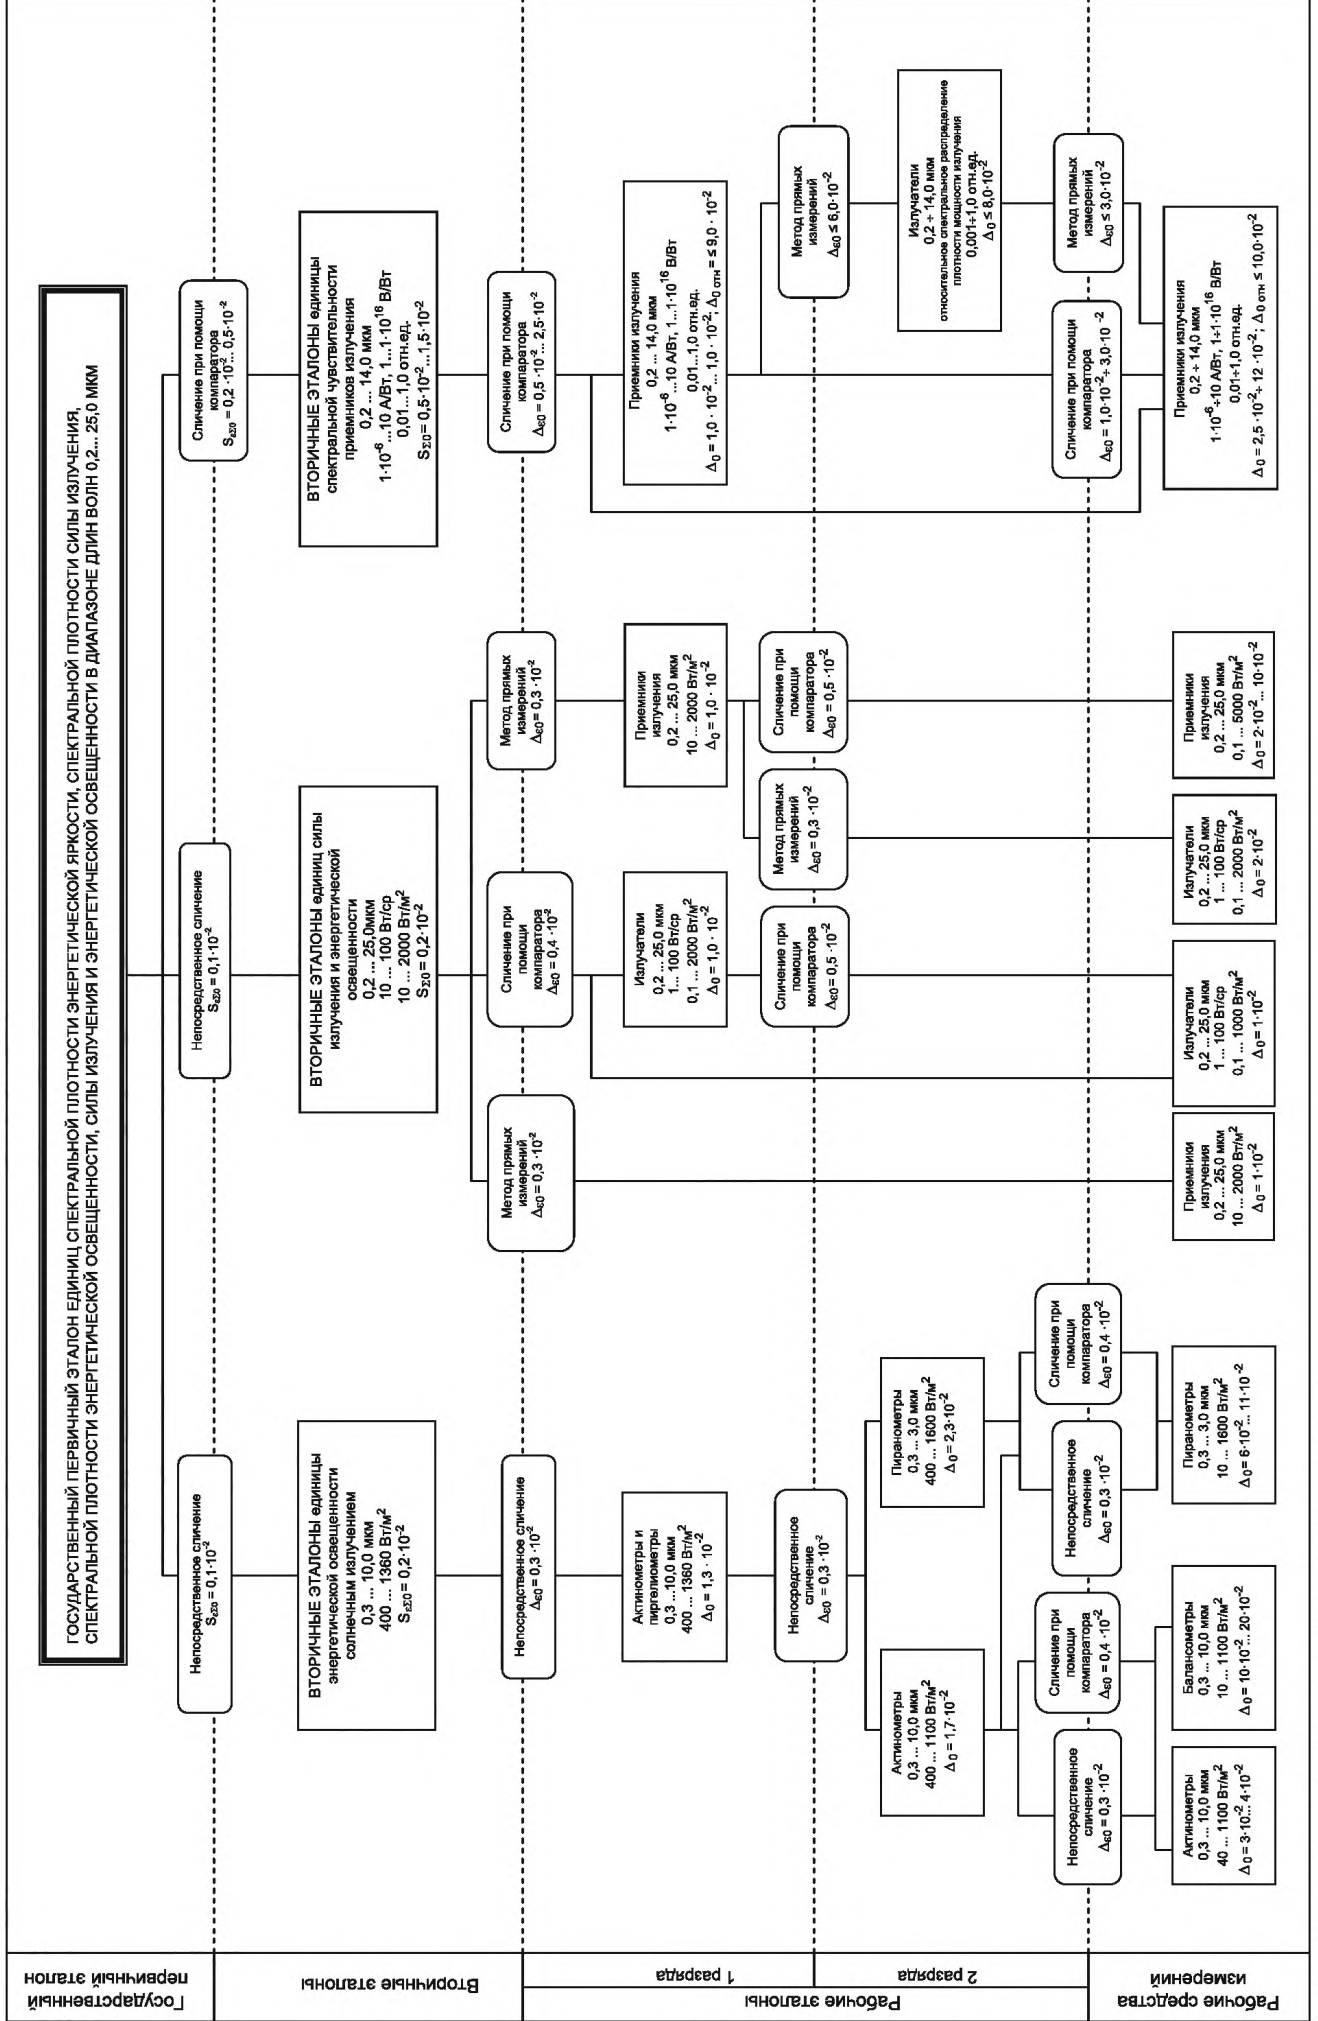 Государственный
первичный эталон
Вторичные эталоны
Рабочие эталоны
1 разряда
2 разряда
Рабочие средства
измерений
ГОСУДАРСТВЕННЫЙ ПЕРВИЧНЫЙ ЭТАЛОН ЕДИНИЦ СПЕКТРАЛЬНОЙ ПЛОТНОСТИ ЭНЕРГЕТИЧЕСКОЙ ЯРКОСТИ, СПЕКТРАЛЬНОЙ ПЛОТНОСТИ СИЛЫ ИЗЛУЧЕНИЯ,
СПЕКТРАЛЬНОЙ ПЛОТНОСТИ ЭНЕРГЕТИЧЕСКОЙ ОСВЕЩЕННОСТИ, СИЛЫ ИЗЛУЧЕНИЯ И ЭНЕРГЕТИЧЕСКОЙ ОСВЕЩЕННОСТИ В ДИАПАЗОНЕ ДЛИН ВОЛН 0,2... 25,0 МКМ
Непосредственное сличение
SεΣ0 = 0,1·10⁻²
Непосредственное сличение
SεΣ0 = 0,1·10⁻²
Сличение при помощи
компаратора
SεΣ0 = 0,2 ·10⁻²... 0,5·10⁻²
ВТОРИЧНЫЕ ЭТАЛОНЫ единицы
энергетической освещенности
солнечным излучением
0,3 ... 10,0 мкм
400 ... 1360 Вт/м²
SεΣ0 = 0,2·10⁻²
ВТОРИЧНЫЕ ЭТАЛОНЫ единиц силы
излучения и энергетической
освещенности
0,2 ... 25,0мкм
10 ... 100 Вт/ср
10 ... 2000 Вт/м²
SΣ0 = 0,2·10⁻²
ВТОРИЧНЫЕ ЭТАЛОНЫ единицы
спектральной чувствительности
приемников излучения
0,2 ... 14,0 мкм
1·10⁻⁶ ...10 А/Вт, 1...1·10¹⁶ В/Вт
0,01...1,0 отн.ед.
SΣ0 = 0,5·10⁻²...1,5·10⁻²
Непосредственное сличение
Δε0 = 0,3 ·10⁻²
Метод прямых
измерений
Δε0 = 0,3 ·10⁻²
Сличение при
помощи
компаратора
Δε0 = 0,4 ·10⁻²
Метод прямых
измерений
Δε0 = 0,3 ·10⁻²
Сличение при помощи
компаратора
Δε0 = 0,5 ·10⁻²... 2,5·10⁻²
Актинометры и
пиргелиометры
0,3 ...10,0 мкм
400 ... 1360 Вт/м²
Δ0 = 1,3 · 10⁻²
Излучатели
0,2 ... 25,0 мкм
1... 100 Вт/ср
0,1 ... 2000 Вт/м²
Δ0 = 1,0 · 10⁻²
Приемники
излучения
0,2 ... 25,0 мкм
10 ... 2000 Вт/м²
Δ0 = 1,0 · 10⁻²
Приемники излучения
0,2 ... 14,0 мкм
1·10⁻⁶...10 А/Вт, 1...1·10¹⁶ В/Вт
0,01...1,0 отн.ед.
Δ0 = 1,0 · 10⁻²... 1,0 · 10⁻²; Δ0 отн = ≤ 9,0 · 10⁻²
Непосредственное
сличение
Δε0 = 0,3 ·10⁻²
Сличение при
помощи
компаратора
Δε0 = 0,5 ·10⁻²
Метод прямых
измерений
Δε0 = 0,3 ·10⁻²
Сличение при
помощи
компаратора
Δε0 = 0,5 ·10⁻²
Метод прямых
измерений
Δε0 ≤ 6,0·10⁻²
Актинометры
0,3 ... 10,0 мкм
400 ... 1100 Вт/м²
Δ0 = 1,7·10⁻²
Пиранометры
0,3 ... 3,0 мкм
400 ... 1600 Вт/м²
Δ0 = 2,3·10⁻²
Излучатели
0,2 ÷ 14,0 мкм
относительное спектральное распределение
плотности мощности излучения
0,001÷1,0 отн.ед.
Δ0 ≤ 8,0·10⁻²
Непосредственное
сличение
Δε0 = 0,3 ·10⁻²
Сличение при
помощи
компаратора
Δε0 = 0,4 ·10⁻²
Непосредственное
сличение
Δε0 = 0,3 ·10⁻²
Сличение при
помощи
компаратора
Δε0 = 0,4 ·10⁻²
Сличение при помощи
компаратора
Δε0 = 1,0·10⁻²÷ 3,0·10 ⁻²
Метод прямых
измерений
Δε0 ≤ 3,0·10⁻²
Актинометры
0,3 ... 10,0 мкм
40 ... 1100 Вт/м²
Δ0 = 3·10⁻²... 4·10⁻²
Балансометры
0,3 ... 10,0 мкм
10 ... 1100 Вт/м²
Δ0 = 10·10⁻²... 20·10⁻²
Пиранометры
0,3 ... 3,0 мкм
10 ... 1600 Вт/м²
Δ0 = 6·10⁻²... 11·10⁻²
Приемники
излучения
0,2 ... 25,0 мкм
10 ... 2000 Вт/м²
Δ0 = 1·10⁻²
Излучатели
0,2 ... 25,0 мкм
1 ... 100 Вт/ср
0,1 ... 1000 Вт/м²
Δ0 = 1·10⁻²
Излучатели
0,2 ... 25,0 мкм
1 ... 100 Вт/ср
0,1 ... 2000 Вт/м²
Δ0 = 2·10⁻²
Приемники
излучения
0,2 ... 25,0 мкм
0,1 ... 5000 Вт/м²
Δ0 = 2·10⁻²... 10·10⁻²
Приемники излучения
0,2 ÷ 14,0 мкм
1·10⁻⁶÷10 А/Вт, 1÷1·10¹⁶ В/Вт
0,01÷1,0 отн.ед.
Δ0 = 2,5 ·10⁻²÷ 12 ·10⁻²; Δ0 отн ≤ 10,0·10⁻²